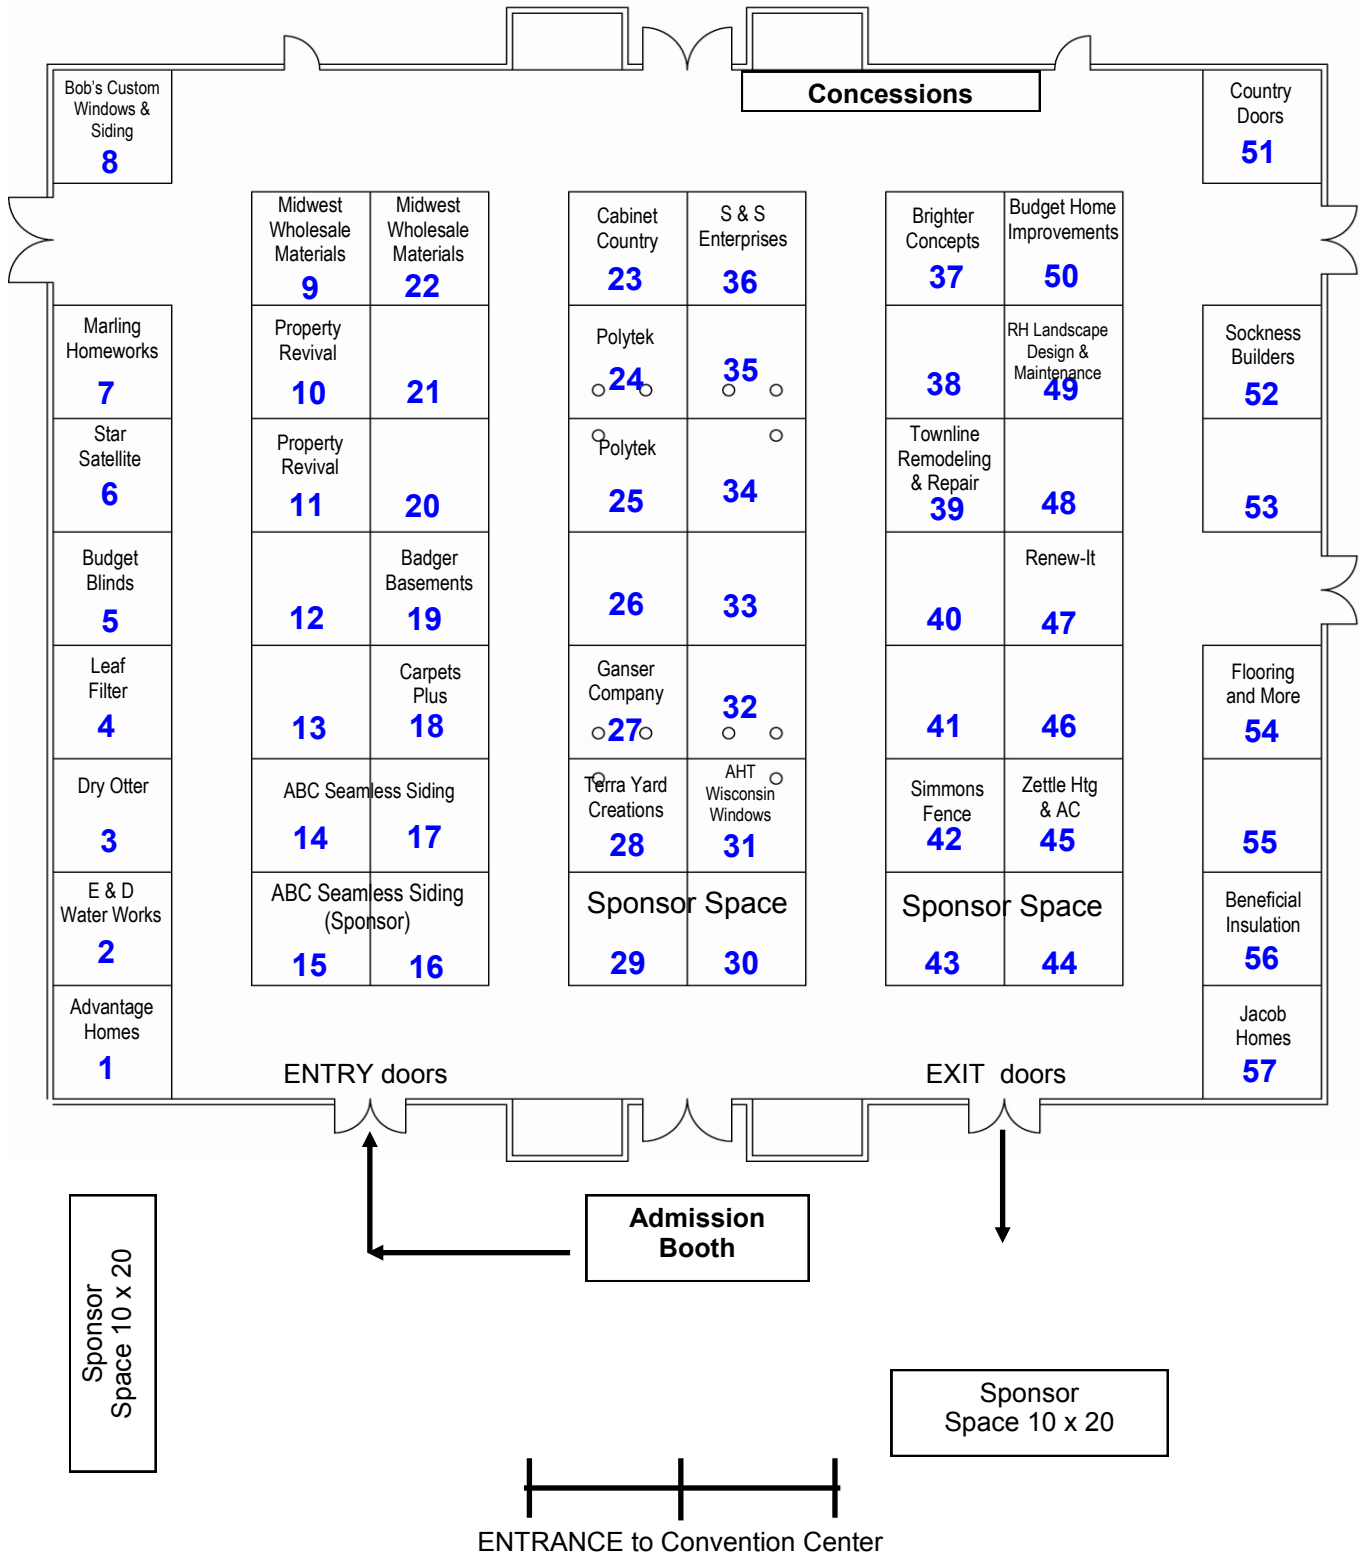 Concessions
Bob's Custom
Windows &
Siding
8
Country
Doors
51
Midwest
Wholesale
Materials
9
Midwest
Wholesale
Materials
22
Cabinet
Country
23
S & S
Enterprises
36
Brighter
Concepts
37
Budget Home
Improvements
50
Marling
Homeworks
7
Property
Revival
10
21
Polytek
24
35
38
RH Landscape
Design &
Maintenance
49
Sockness
Builders
52
Star
Satellite
6
Property
Revival
11
20
Polytek
25
34
Townline
Remodeling
& Repair
39
48
53
Budget
Blinds
5
12
Badger
Basements
19
26
33
40
Renew-It
47
Leaf
Filter
4
13
Carpets
Plus
18
Ganser
Company
27
32
41
46
Flooring
and More
54
Dry Otter
3
ABC Seamless Siding
14
17
Terra Yard
Creations
28
AHT
Wisconsin
Windows
31
Simmons
Fence
42
Zettle Htg
& AC
45
55
E & D
Water Works
2
ABC Seamless Siding
(Sponsor)
15
16
Sponsor Space
29
30
Sponsor Space
43
44
Beneficial
Insulation
56
Advantage
Homes
1
Jacob
Homes
57
ENTRY doors
EXIT doors
Admission
Booth
Sponsor
Space 10 x 20
Sponsor
Space 10 x 20
ENTRANCE to Convention Center